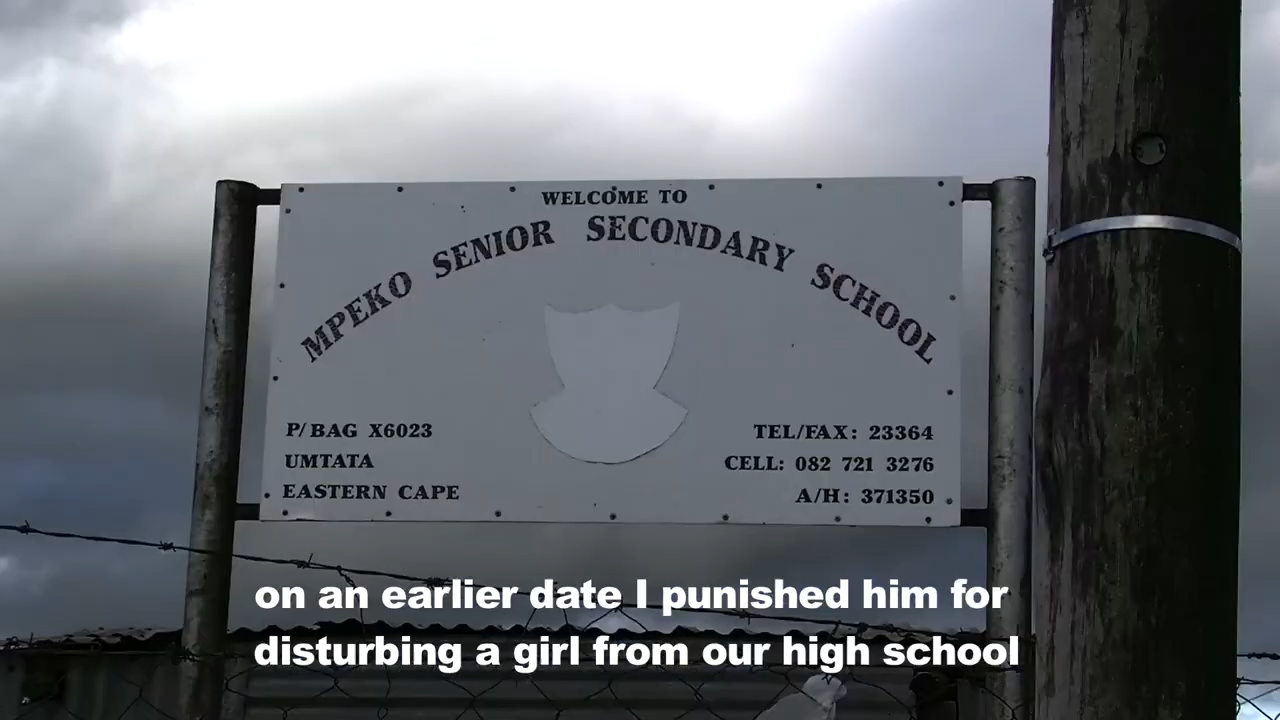 WELCOME TO
MPEKO SENIOR SECONDARY SCHOOL
P/BAG X6023
UMTATA
EASTERN CAPE
TEL/FAX: 23364
CELL: 082 721 3276
A/H: 371350
on an earlier date I punished him for
disturbing a girl from our high school